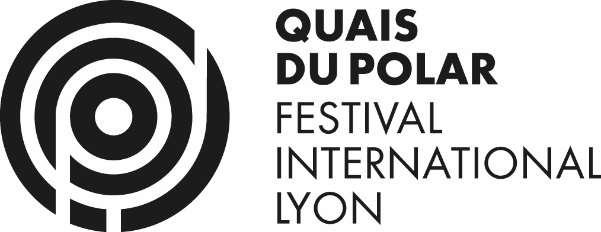 QUAIS
DU POLAR
FESTIVAL
INTERNATIONAL
LYON